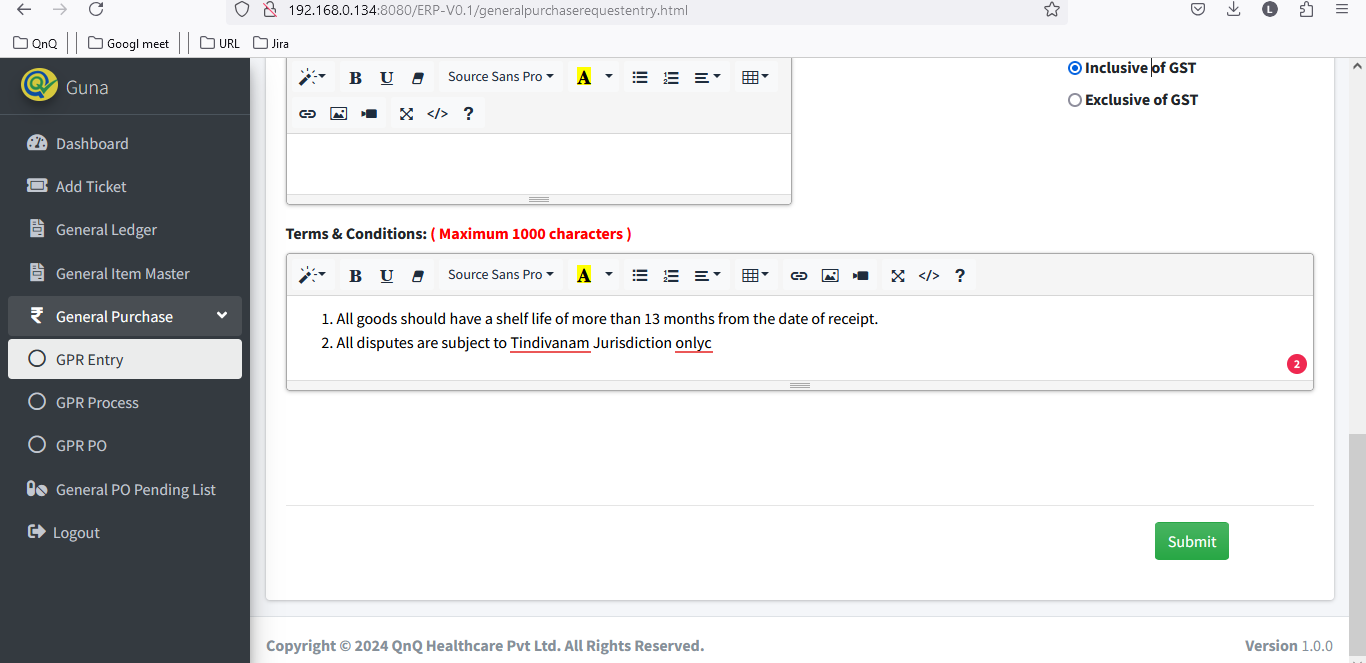 192.168.0.134:8080/ERP-V0.1/generalpurchaserequestentry.html
L
QnQ
Googl meet
URL
Jira
Guna
Dashboard
Add Ticket
General Ledger
General Item Master
General Purchase
GPR Entry
GPR Process
GPR PO
General PO Pending List
Logout
B U Source Sans Pro A
</> ?
Inclusive of GST
Exclusive of GST
Terms & Conditions: ( Maximum 1000 characters )
B U Source Sans Pro A </> ?
1. All goods should have a shelf life of more than 13 months from the date of receipt.
2. All disputes are subject to Tindivanam Jurisdiction onlyc
2
Submit
Copyright © 2024 QnQ Healthcare Pvt Ltd. All Rights Reserved.
Version 1.0.0